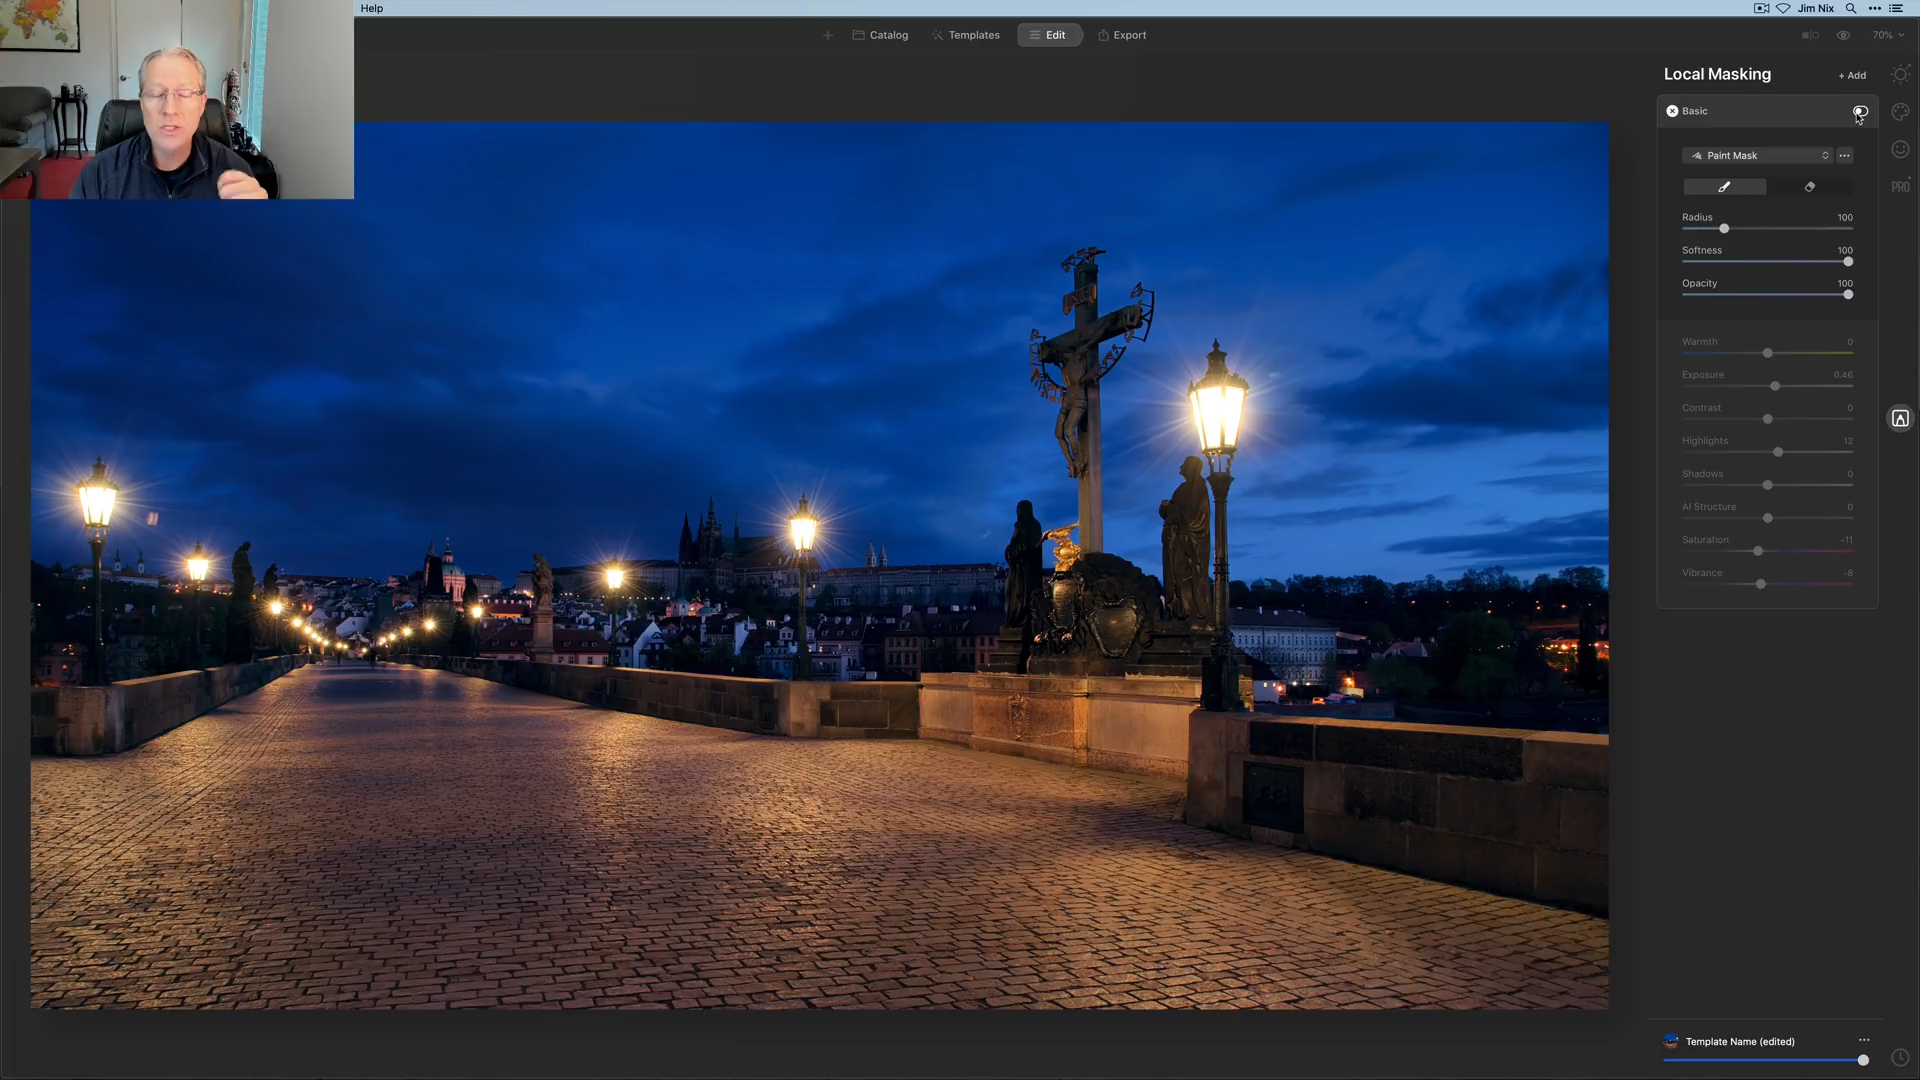 Help
Jim Nix
Catalog
Templates
Edit
Export
70%
Local Masking
+ Add
Basic
Paint Mask
Radius 100
Softness 100
Opacity 100
Warmth 0
Exposure 0.46
Contrast 0
Highlights 12
Shadows 0
AI Structure 0
Saturation -11
Vibrance -8
PRO
Template Name (edited)